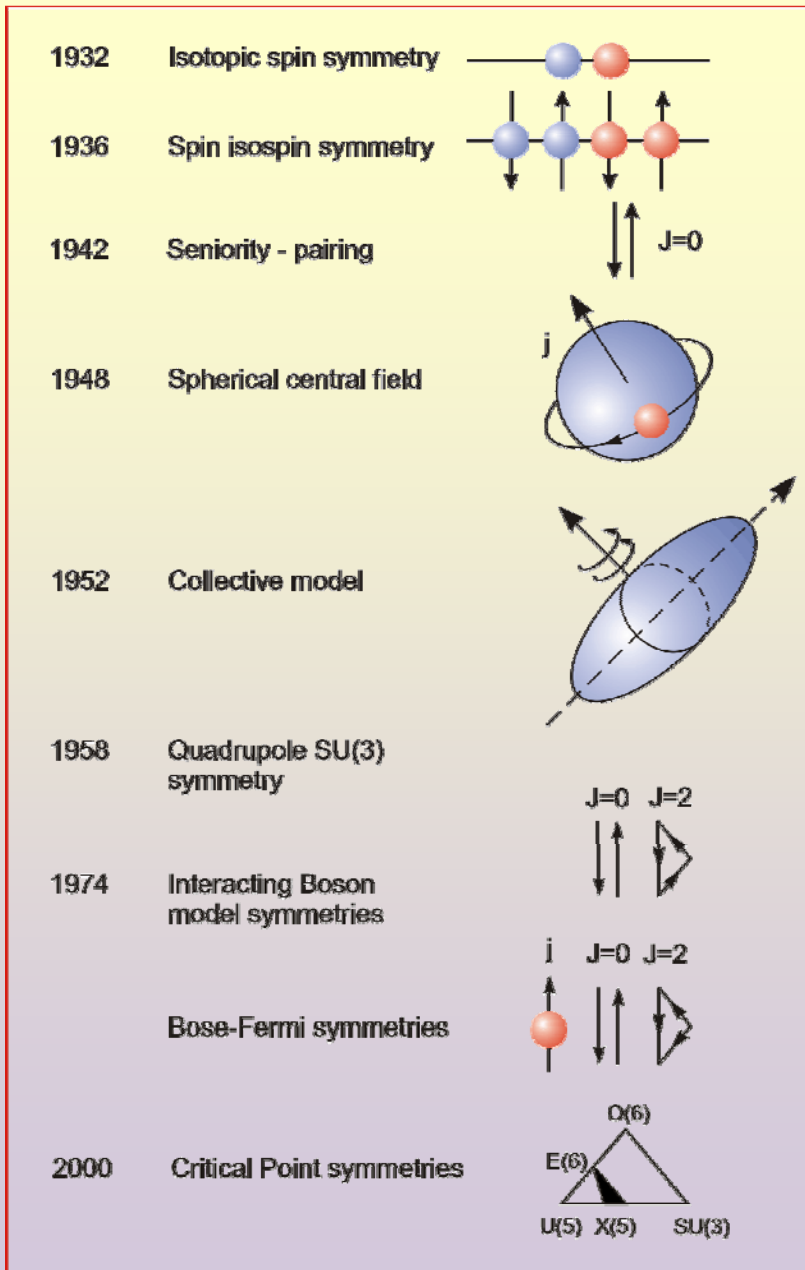 1932 Isotopic spin symmetry
1936 Spin isospin symmetry
1942 Seniority - pairing J=0
j
1948 Spherical central field
1952 Collective model
1958 Quadrupole SU(3)
symmetry
J=0 J=2
1974 Interacting Boson
model symmetries
j J=0 J=2
Bose-Fermi symmetries
O(6)
2000 Critical Point symmetries E(6)
U(5) X(5) SU(3)